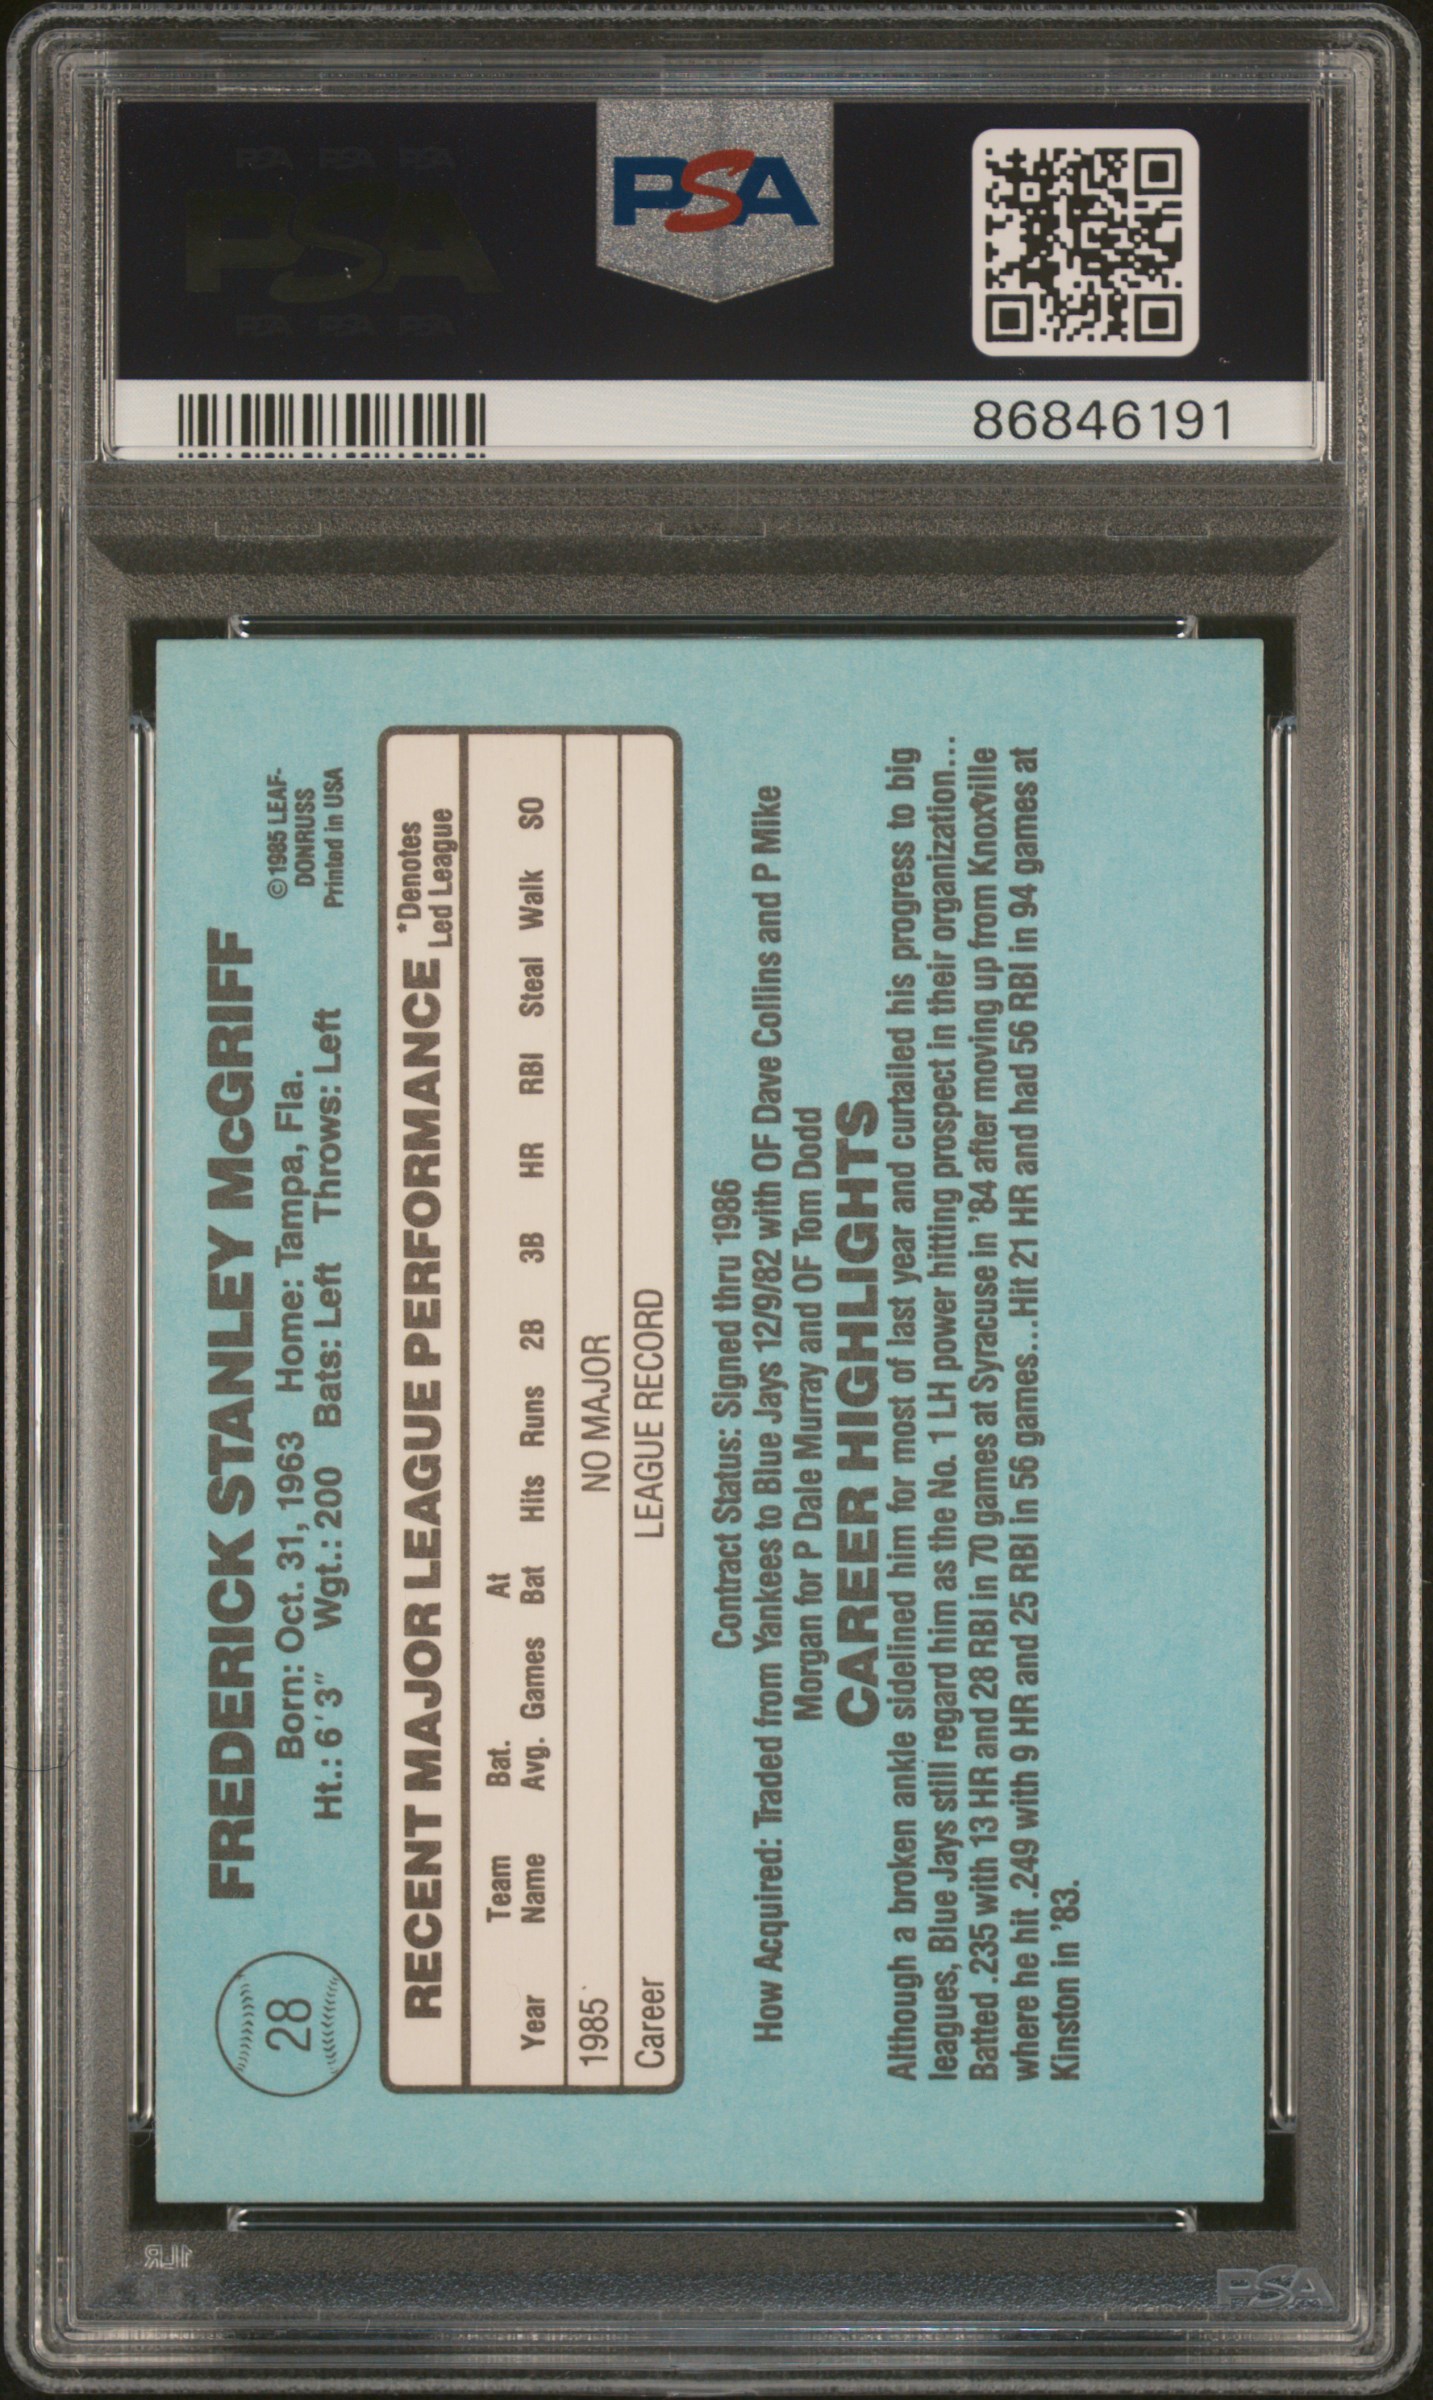 PSA PSA PSA
PSA
PSA PSA PSA
PSA
86846191
28
FREDERICK STANLEY McGRIFF
Born: Oct. 31, 1963 Home: Tampa, Fla.
Ht.: 6'3" Wgt.: 200 Bats: Left Throws: Left
©1985 LEAF-
DONRUSS
Printed in USA
RECENT MAJOR LEAGUE PERFORMANCE
*Denotes
Led League
Team Bat. At
Year Name Avg. Games Bat Hits Runs 2B 3B HR RBI Steal Walk SO
1985 NO MAJOR
Career LEAGUE RECORD
Contract Status: Signed thru 1986
How Acquired: Traded from Yankees to Blue Jays 12/9/82 with OF Dave Collins and P Mike
Morgan for P Dale Murray and OF Tom Dodd
CAREER HIGHLIGHTS
Although a broken ankle sidelined him for most of last year and curtailed his progress to big
leagues, Blue Jays still regard him as the No. 1 LH power hitting prospect in their organization...
Batted .235 with 13 HR and 28 RBI in 70 games at Syracuse in '84 after moving up from Knoxville
where he hit .249 with 9 HR and 25 RBI in 56 games...Hit 21 HR and had 56 RBI in 94 games at
Kinston in '83.
1LR
PSA